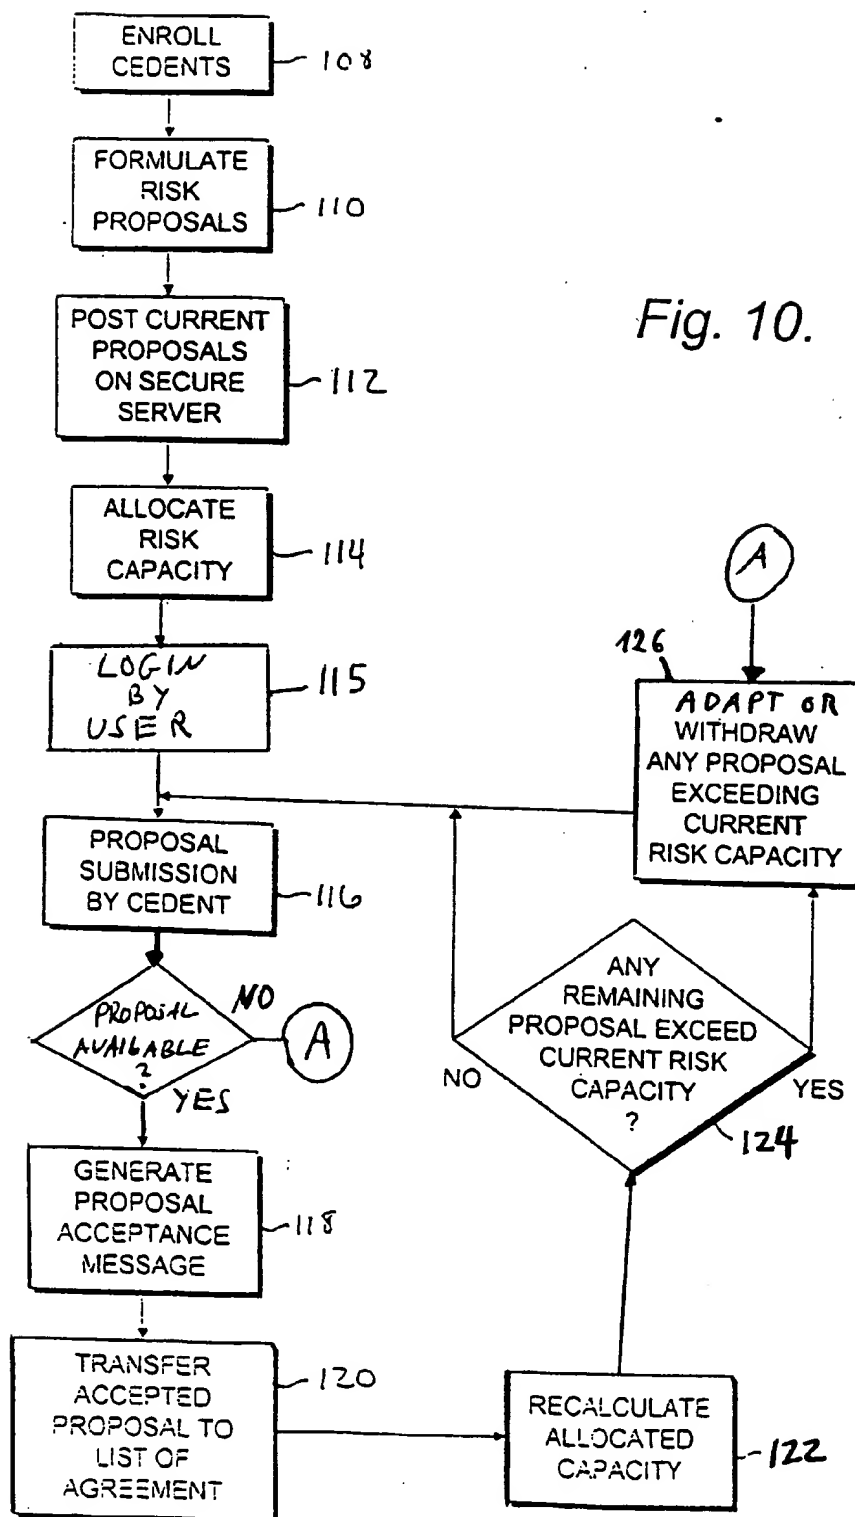 ENROLL
CEDENTS
108
FORMULATE
RISK
PROPOSALS
110
POST CURRENT
PROPOSALS
ON SECURE
SERVER
112
Fig. 10.
ALLOCATE
RISK
CAPACITY
114
LOGIN
BY
USER
115
PROPOSAL
SUBMISSION
BY CEDENT
116
PROPOSAL
AVAILABLE
?
NO
A
YES
GENERATE
PROPOSAL
ACCEPTANCE
MESSAGE
118
TRANSFER
ACCEPTED
PROPOSAL TO
LIST OF
AGREEMENT
120
RECALCULATE
ALLOCATED
CAPACITY
122
ANY
REMAINING
PROPOSAL EXCEED
CURRENT RISK
CAPACITY
?
NO
YES
124
A
126
ADAPT OR
WITHDRAW
ANY PROPOSAL
EXCEEDING
CURRENT
RISK CAPACITY